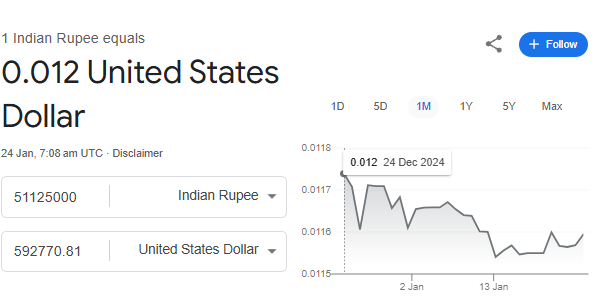 1 Indian Rupee equals
0.012 United States
Dollar
24 Jan, 7:08 am UTC · Disclaimer
51125000 Indian Rupee
592770.81 United States Dollar
+ Follow
1D 5D 1M 1Y 5Y Max
0.0118
0.012 24 Dec 2024
0.0117
0.0116
0.0115
2 Jan 13 Jan